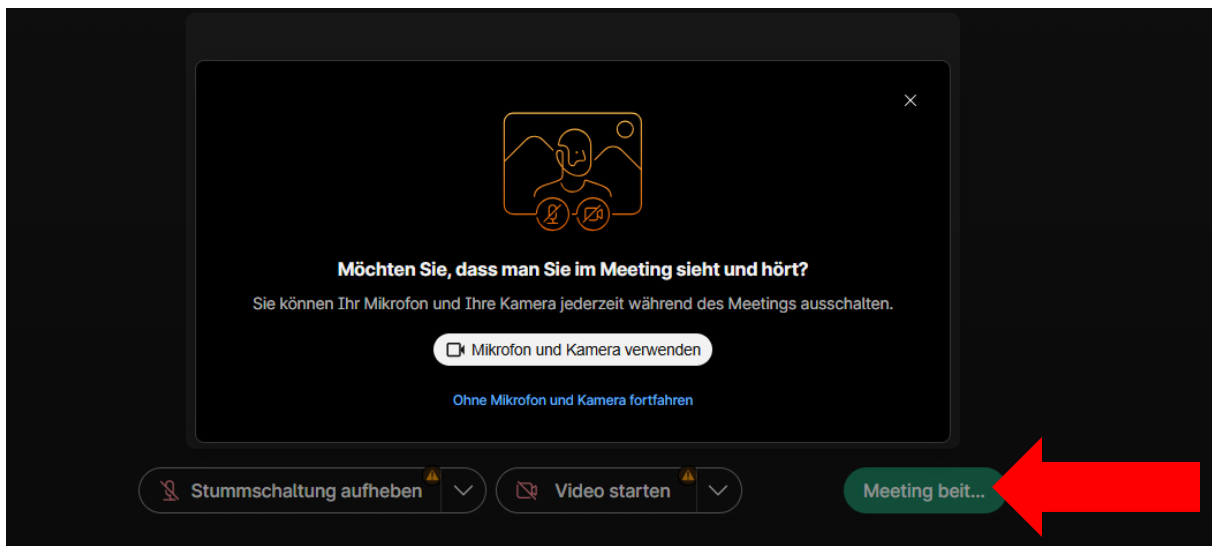 Möchten Sie, dass man Sie im Meeting sieht und hört?
Sie können Ihr Mikrofon und Ihre Kamera jederzeit während des Meetings ausschalten.
Mikrofon und Kamera verwenden
Ohne Mikrofon und Kamera fortfahren
Stummschaltung aufheben
Video starten
Meeting beit...